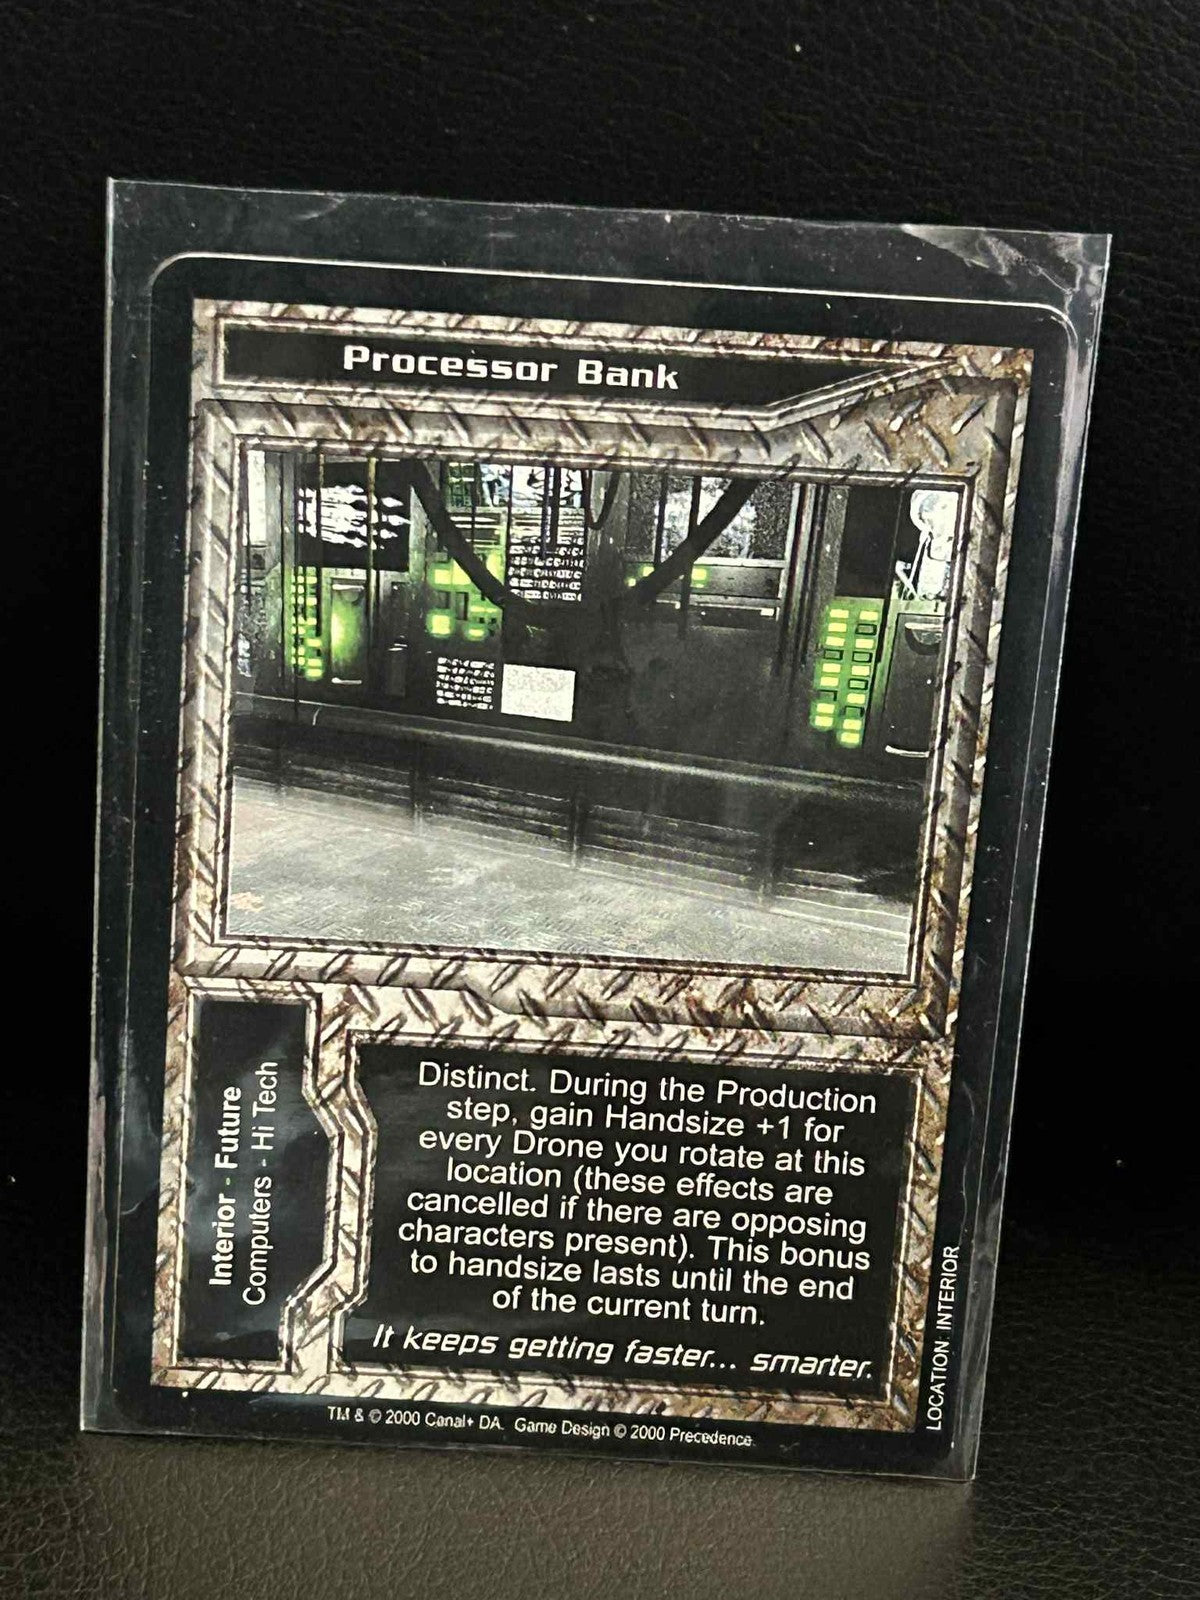 Processor Bank
Interior - Future
Computers - Hi Tech
Distinct. During the Production
step, gain Handsize +1 for
every Drone you rotate at this
location (these effects are
cancelled if there are opposing
characters present). This bonus
to handsize lasts until the end
of the current turn.
It keeps getting faster... smarter.
LOCATION: INTERIOR
TM & © 2000 Canal+ DA. Game Design © 2000 Precedence.